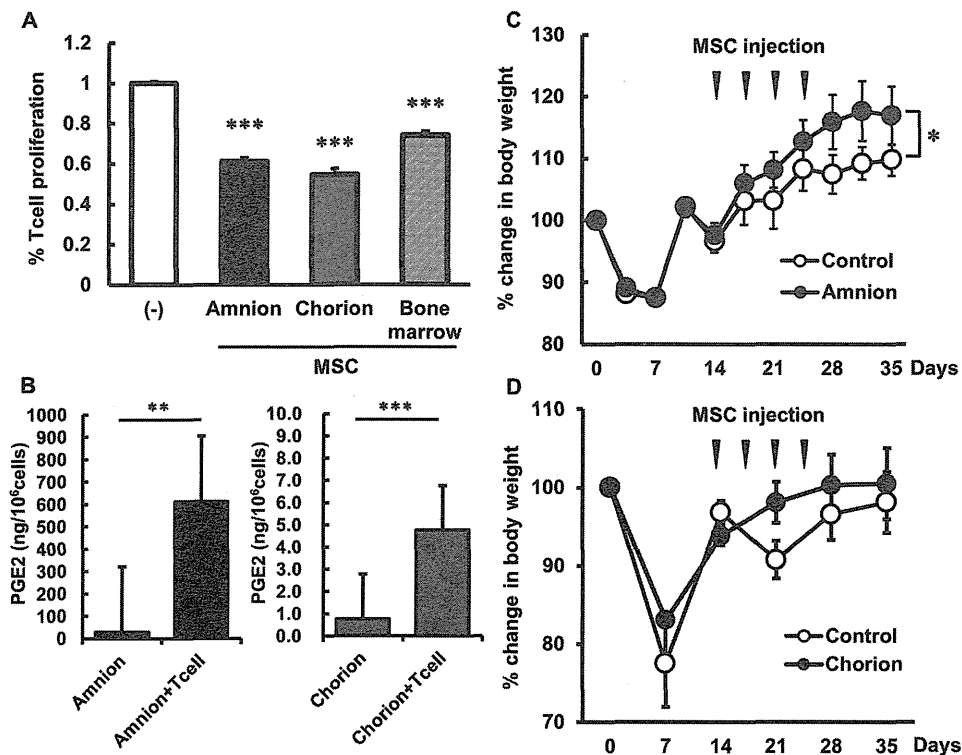 A
% Tcell proliferation
1.2
1
0.8
0.6
0.4
0.2
0
***
***
***
(-)
Amnion
Chorion
Bone
marrow
MSC
B
PGE2 (ng/10⁶cells)
1000
900
800
700
600
500
400
300
200
100
0
**
Amnion
Amnion+Tcell
PGE2 (ng/10⁶cells)
10.0
9.0
8.0
7.0
6.0
5.0
4.0
3.0
2.0
1.0
0.0
***
Chorion
Chorion+Tcell
C
% change in body weight
130
120
110
100
90
80
MSC injection
*
Control
Amnion
0 7 14 21 28 35 Days
D
% change in body weight
110
100
90
80
70
MSC injection
Control
Chorion
0 7 14 21 28 35 Days